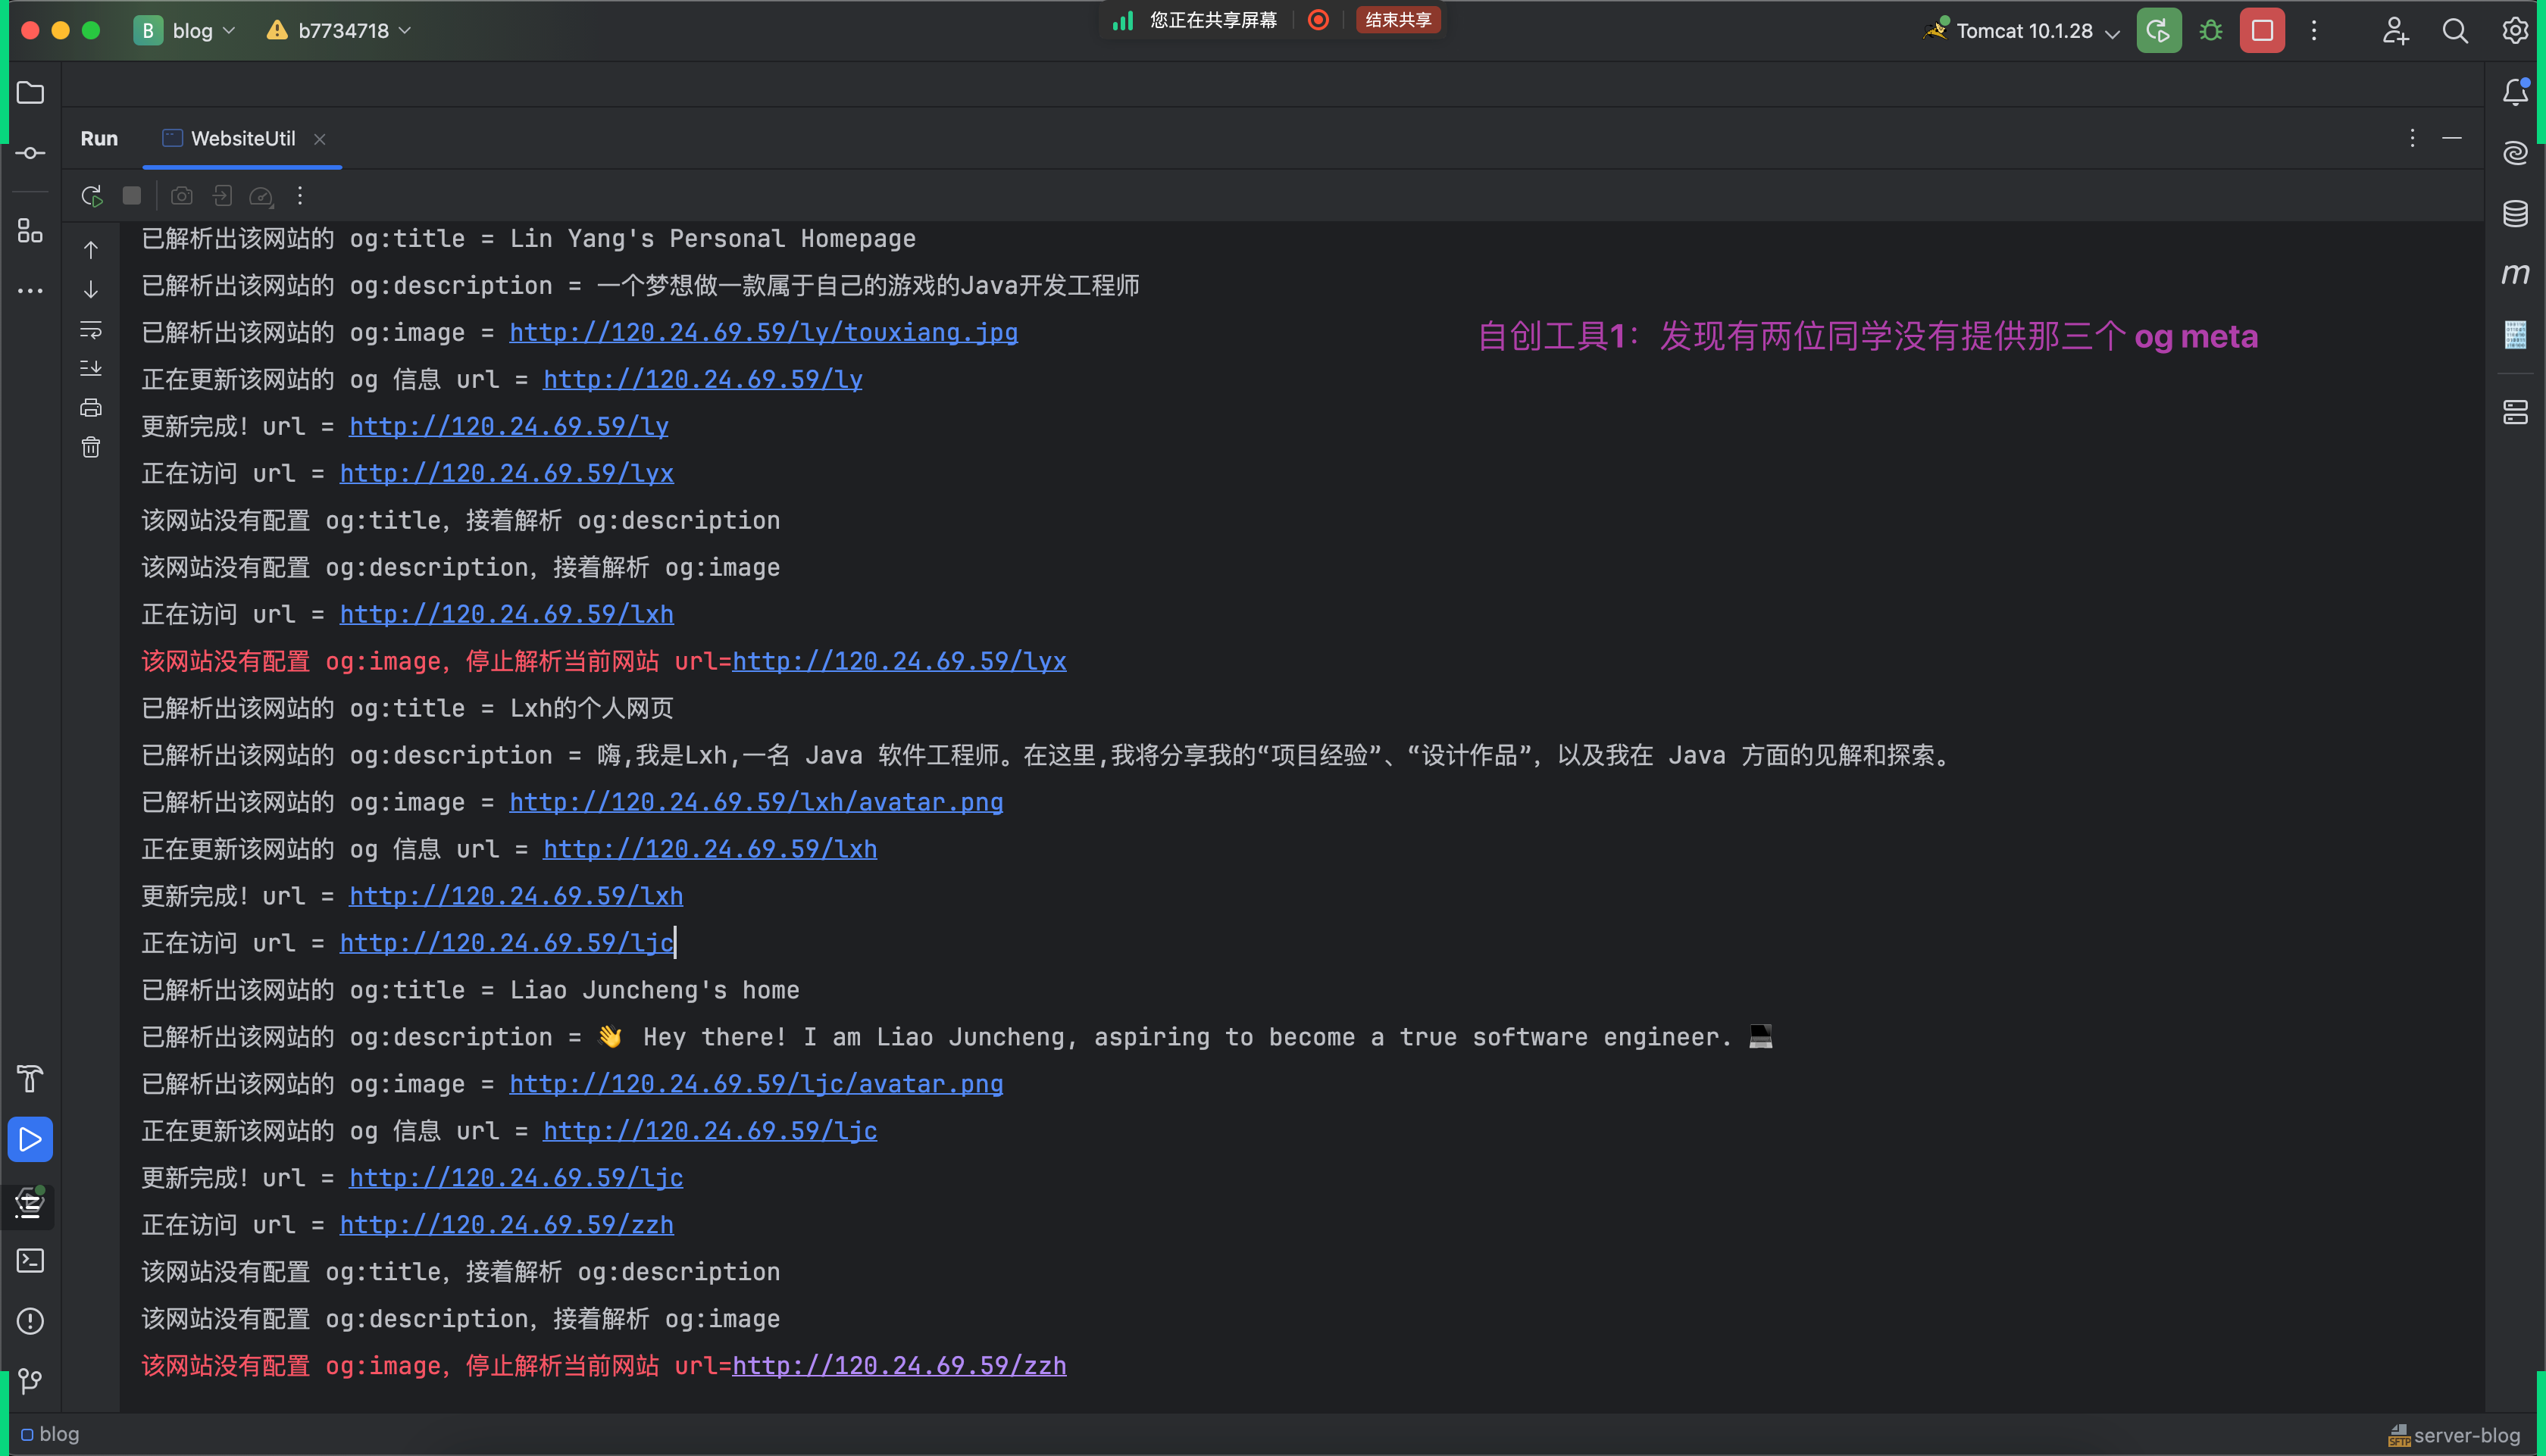 B blog b7734718
您正在共享屏幕 结束共享
Tomcat 10.1.28
Run WebsiteUtil
已解析出该网站的 og:title = Lin Yang's Personal Homepage
已解析出该网站的 og:description = 一个梦想做一款属于自己的游戏的Java开发工程师
已解析出该网站的 og:image = http://120.24.69.59/ly/touxiang.jpg
自创工具1：发现有两位同学没有提供那三个 og meta
正在更新该网站的 og 信息 url = http://120.24.69.59/ly
更新完成！url = http://120.24.69.59/ly
正在访问 url = http://120.24.69.59/lyx
该网站没有配置 og:title，接着解析 og:description
该网站没有配置 og:description，接着解析 og:image
正在访问 url = http://120.24.69.59/lxh
该网站没有配置 og:image，停止解析当前网站 url=http://120.24.69.59/lyx
已解析出该网站的 og:title = Lxh的个人网页
已解析出该网站的 og:description = 嗨,我是Lxh,一名 Java 软件工程师。在这里,我将分享我的“项目经验”、“设计作品”，以及我在 Java 方面的见解和探索。
已解析出该网站的 og:image = http://120.24.69.59/lxh/avatar.png
正在更新该网站的 og 信息 url = http://120.24.69.59/lxh
更新完成！url = http://120.24.69.59/lxh
正在访问 url = http://120.24.69.59/ljc
已解析出该网站的 og:title = Liao Juncheng's home
已解析出该网站的 og:description = 👋 Hey there! I am Liao Juncheng, aspiring to become a true software engineer. 💻
已解析出该网站的 og:image = http://120.24.69.59/ljc/avatar.png
正在更新该网站的 og 信息 url = http://120.24.69.59/ljc
更新完成！url = http://120.24.69.59/ljc
正在访问 url = http://120.24.69.59/zzh
该网站没有配置 og:title，接着解析 og:description
该网站没有配置 og:description，接着解析 og:image
该网站没有配置 og:image，停止解析当前网站 url=http://120.24.69.59/zzh
blog
SFTP server-blog